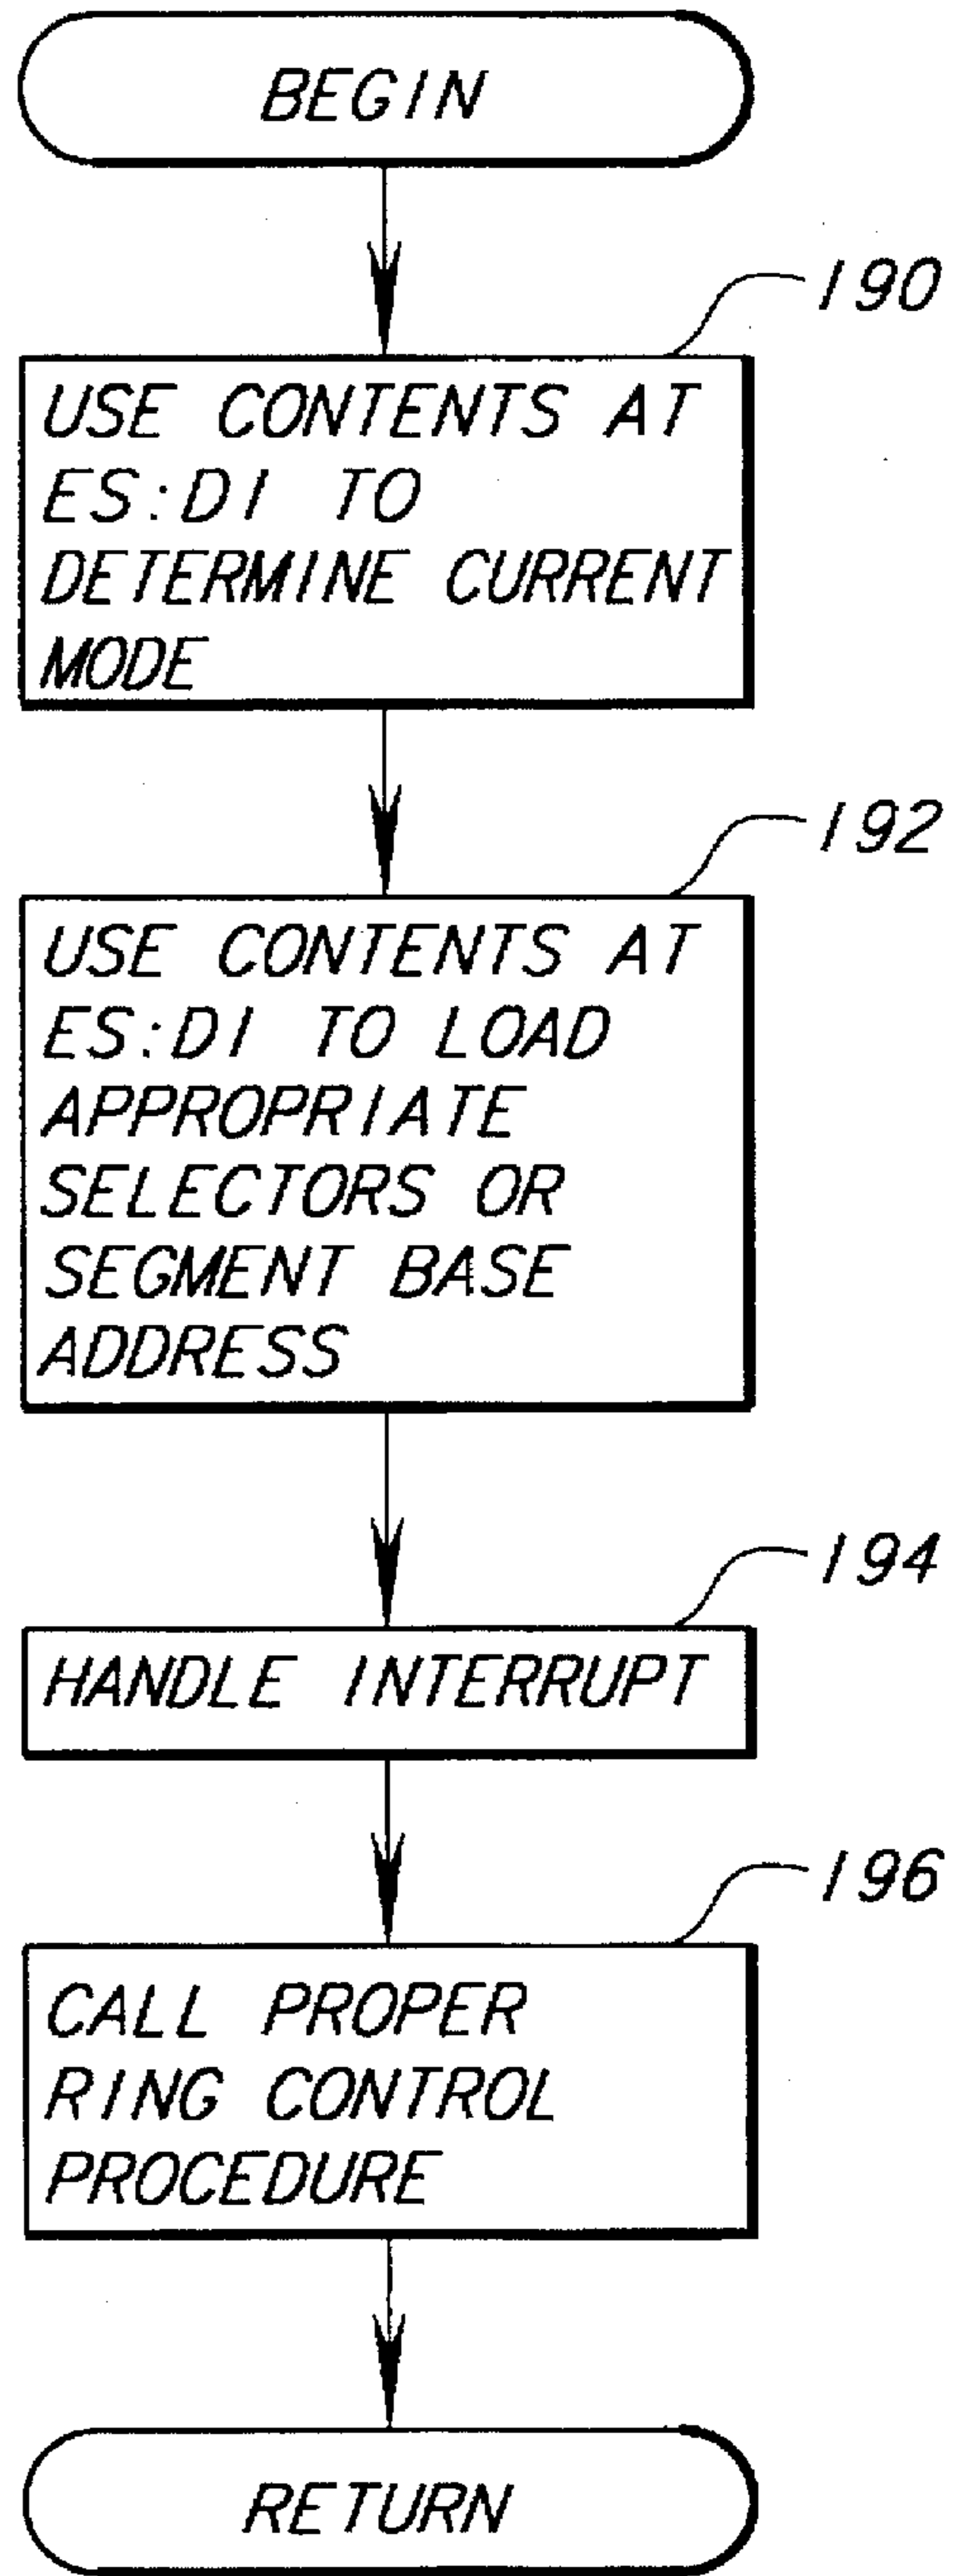 BEGIN
190
USE CONTENTS AT
ES:DI TO
DETERMINE CURRENT
MODE
192
USE CONTENTS AT
ES:DI TO LOAD
APPROPRIATE
SELECTORS OR
SEGMENT BASE
ADDRESS
194
HANDLE INTERRUPT
196
CALL PROPER
RING CONTROL
PROCEDURE
RETURN